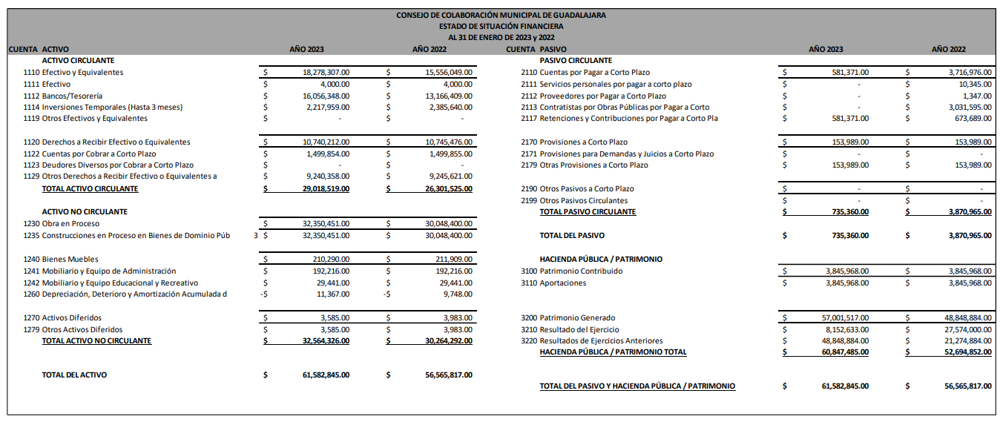 CONSEJO DE COLABORACIÓN MUNICIPAL DE GUADALAJARA
ESTADO DE SITUACIÓN FINANCIERA
AL 31 DE ENERO DE 2023 y 2022
CUENTA ACTIVO AÑO 2023 AÑO 2022
ACTIVO CIRCULANTE
1110 Efectivo y Equivalentes $ 18,278,307.00 $ 15,556,049.00
1111 Efectivo $ 4,000.00 $ 4,000.00
1112 Bancos/Tesorería $ 16,056,348.00 $ 13,166,409.00
1114 Inversiones Temporales (Hasta 3 meses) $ 2,217,959.00 $ 2,385,640.00
1119 Otros Efectivos y Equivalentes $ - $ -
1120 Derechos a Recibir Efectivo o Equivalentes $ 10,740,212.00 $ 10,745,476.00
1122 Cuentas por Cobrar a Corto Plazo $ 1,499,854.00 $ 1,499,855.00
1123 Deudores Diversos por Cobrar a Corto Plazo $ - $ -
1129 Otros Derechos a Recibir Efectivo o Equivalentes a $ 9,240,358.00 $ 9,245,621.00
TOTAL ACTIVO CIRCULANTE $ 29,018,519.00 $ 26,301,525.00
ACTIVO NO CIRCULANTE
1230 Obra en Proceso $ 32,350,451.00 $ 30,048,400.00
1235 Construcciones en Proceso en Bienes de Dominio Púb 3 $ 32,350,451.00 $ 30,048,400.00
1240 Bienes Muebles $ 210,290.00 $ 211,909.00
1241 Mobiliario y Equipo de Administración $ 192,216.00 $ 192,216.00
1242 Mobiliario y Equipo Educacional y Recreativo $ 29,441.00 $ 29,441.00
1260 Depreciación, Deterioro y Amortización Acumulada d -$ 11,367.00 -$ 9,748.00
1270 Activos Diferidos $ 3,585.00 $ 3,983.00
1279 Otros Activos Diferidos $ 3,585.00 $ 3,983.00
TOTAL ACTIVO NO CIRCULANTE $ 32,564,326.00 $ 30,264,292.00
TOTAL DEL ACTIVO $ 61,582,845.00 $ 56,565,817.00
CUENTA PASIVO AÑO 2023 AÑO 2022
PASIVO CIRCULANTE
2110 Cuentas por Pagar a Corto Plazo $ 581,371.00 $ 3,716,976.00
2111 Servicios personales por pagar a corto plazo $ - $ 10,345.00
2112 Proveedores por Pagar a Corto Plazo $ - $ 1,347.00
2113 Contratistas por Obras Públicas por Pagar a Corto $ - $ 3,031,595.00
2117 Retenciones y Contribuciones por Pagar a Corto Pla $ 581,371.00 $ 673,689.00
2170 Provisiones a Corto Plazo $ 153,989.00 $ 153,989.00
2171 Provisiones para Demandas y Juicios a Corto Plazo $ - $ -
2179 Otras Provisiones a Corto Plazo $ 153,989.00 $ 153,989.00
2190 Otros Pasivos a Corto Plazo $ - $ -
2199 Otros Pasivos Circulantes $ - $ -
TOTAL PASIVO CIRCULANTE $ 735,360.00 $ 3,870,965.00
TOTAL DEL PASIVO $ 735,360.00 $ 3,870,965.00
HACIENDA PÚBLICA / PATRIMONIO
3100 Patrimonio Contribuido $ 3,845,968.00 $ 3,845,968.00
3110 Aportaciones $ 3,845,968.00 $ 3,845,968.00
3200 Patrimonio Generado $ 57,001,517.00 $ 48,848,884.00
3210 Resultado del Ejercicio $ 8,152,633.00 $ 27,574,000.00
3220 Resultados de Ejercicios Anteriores $ 48,848,884.00 $ 21,274,884.00
HACIENDA PÚBLICA / PATRIMONIO TOTAL $ 60,847,485.00 $ 52,694,852.00
TOTAL DEL PASIVO Y HACIENDA PÚBLICA / PATRIMONIO $ 61,582,845.00 $ 56,565,817.00